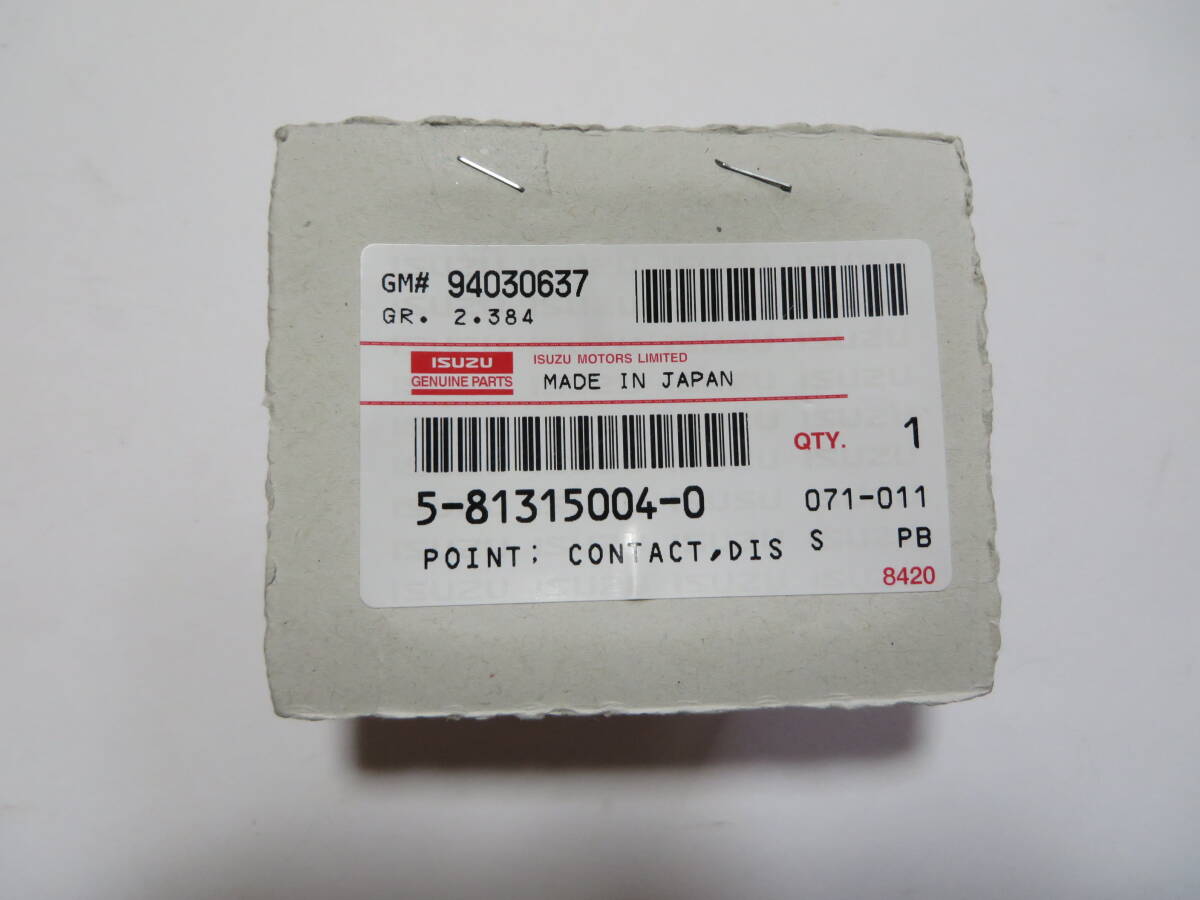 GM# 94030637
GR. 2.384
ISUZU
GENUINE PARTS
ISUZU MOTORS LIMITED
MADE IN JAPAN
QTY. 1
5-81315004-0 071-011
POINT; CONTACT,DIS S PB
8420